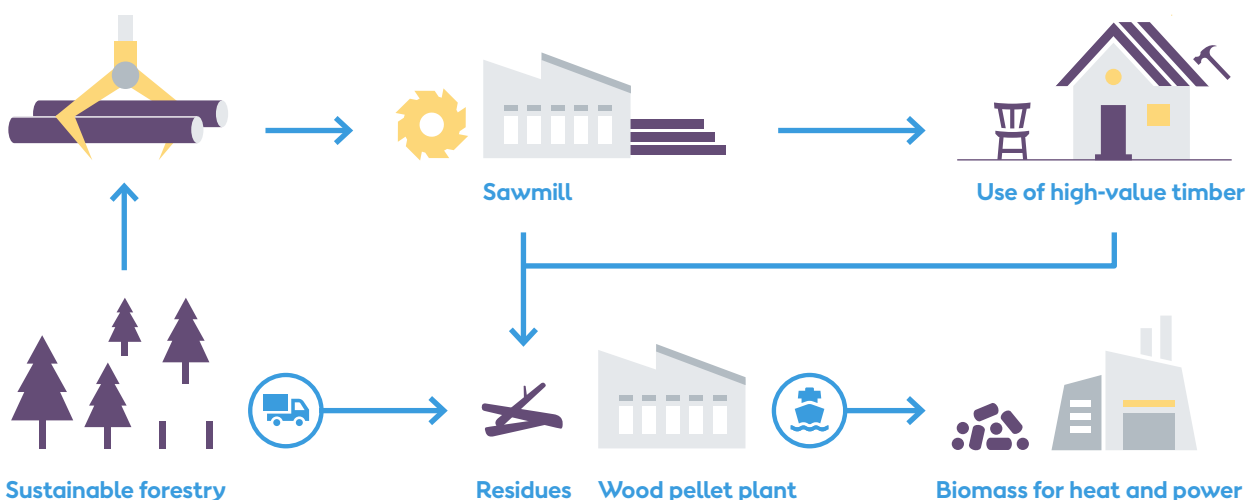 Sawmill
Use of high-value timber
Sustainable forestry
Residues
Wood pellet plant
Biomass for heat and power